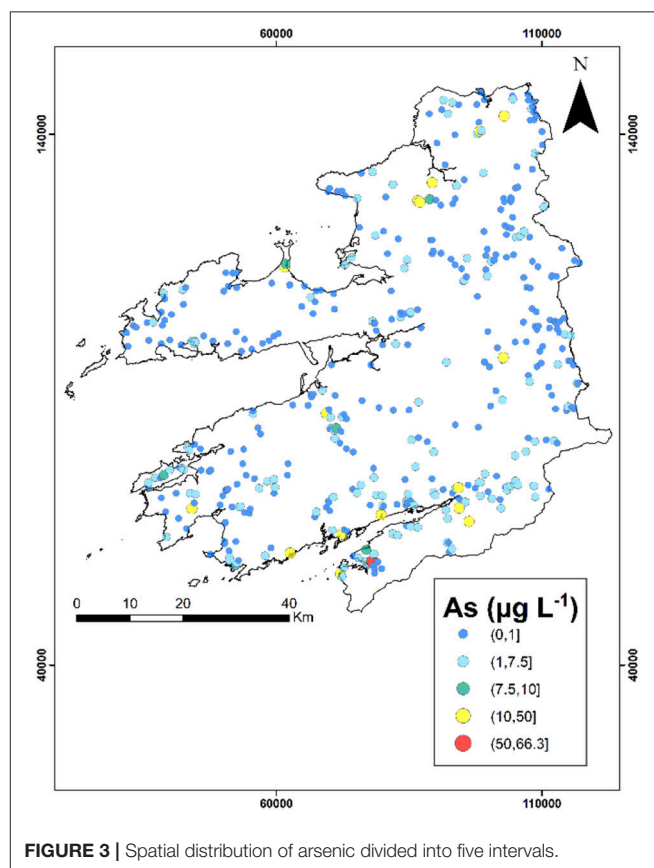 60000 110000
N
140000 140000
0 10 20 40
Km
As (µg L⁻¹)
(0,1]
(1,7.5]
(7.5,10]
(10,50]
(50,66.3]
40000 40000
60000 110000
FIGURE 3 | Spatial distribution of arsenic divided into five intervals.